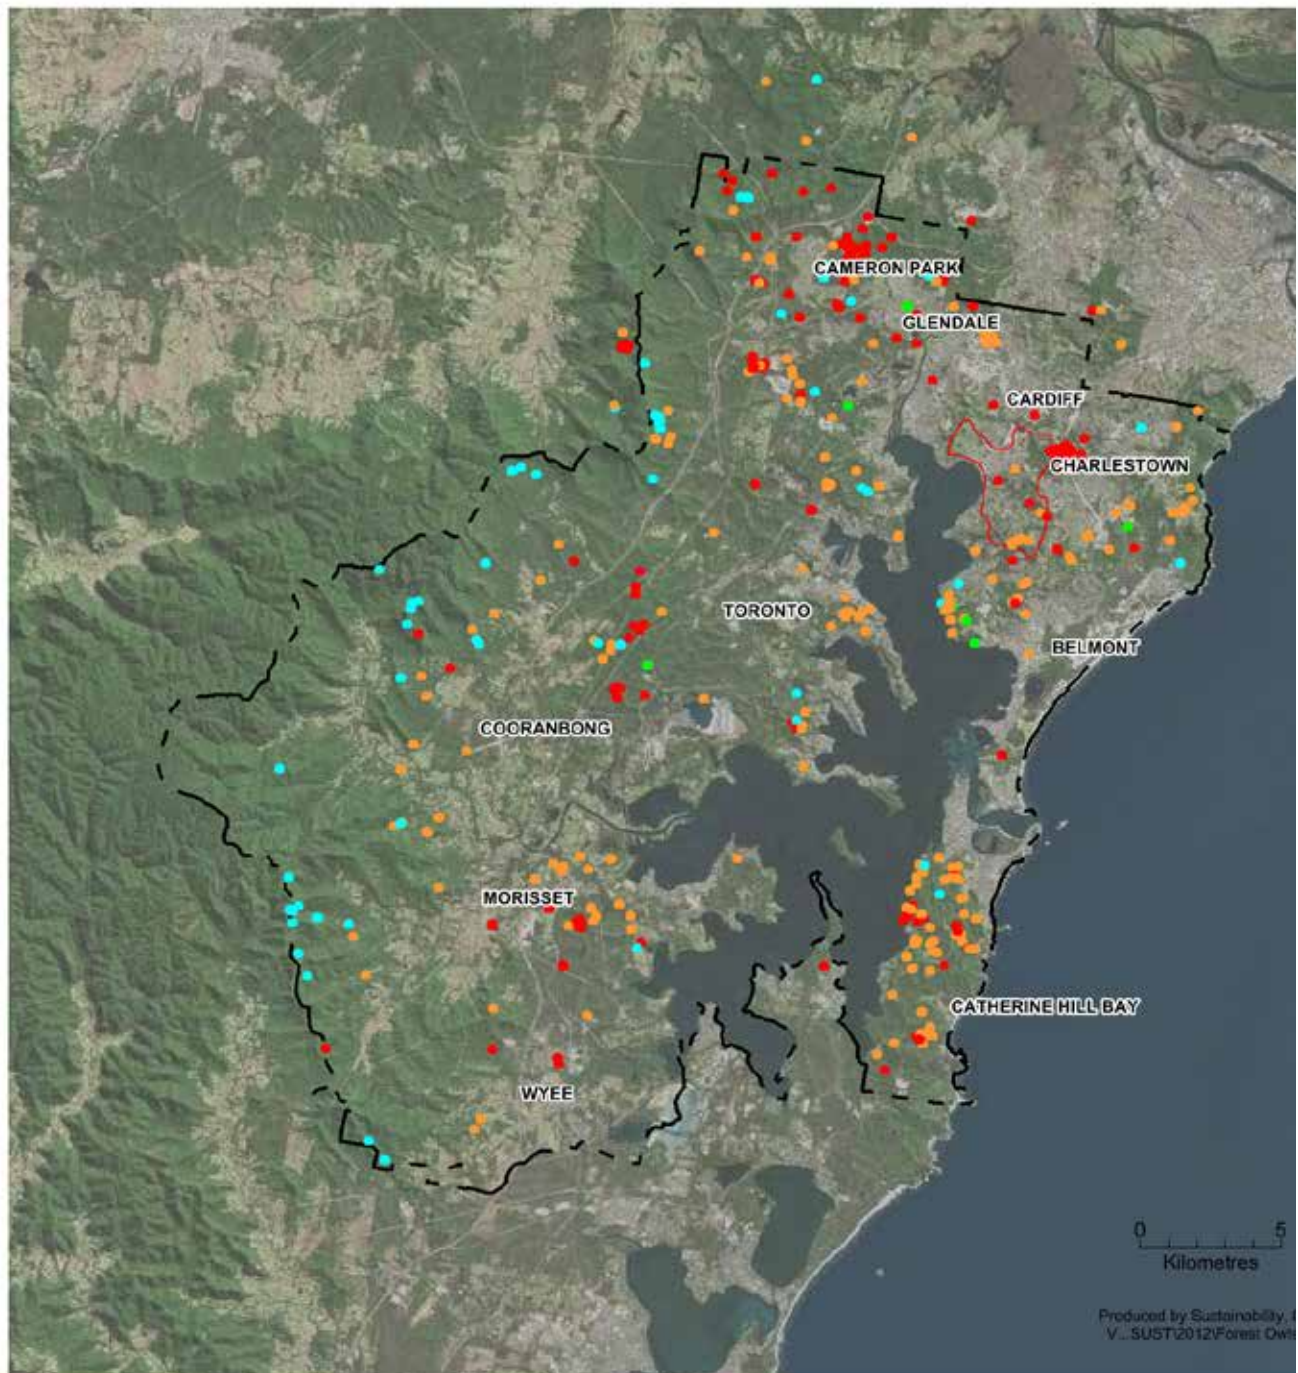 CAMERON PARK
GLENDALE
CARDIFF
CHARLESTOWN
TORONTO
BELMONT
COORANBONG
MORISSET
CATHERINE HILL BAY
WYEE
0 5
Kilometres
Produced by Sustainability,
V...SUST\2012\Forest Owls